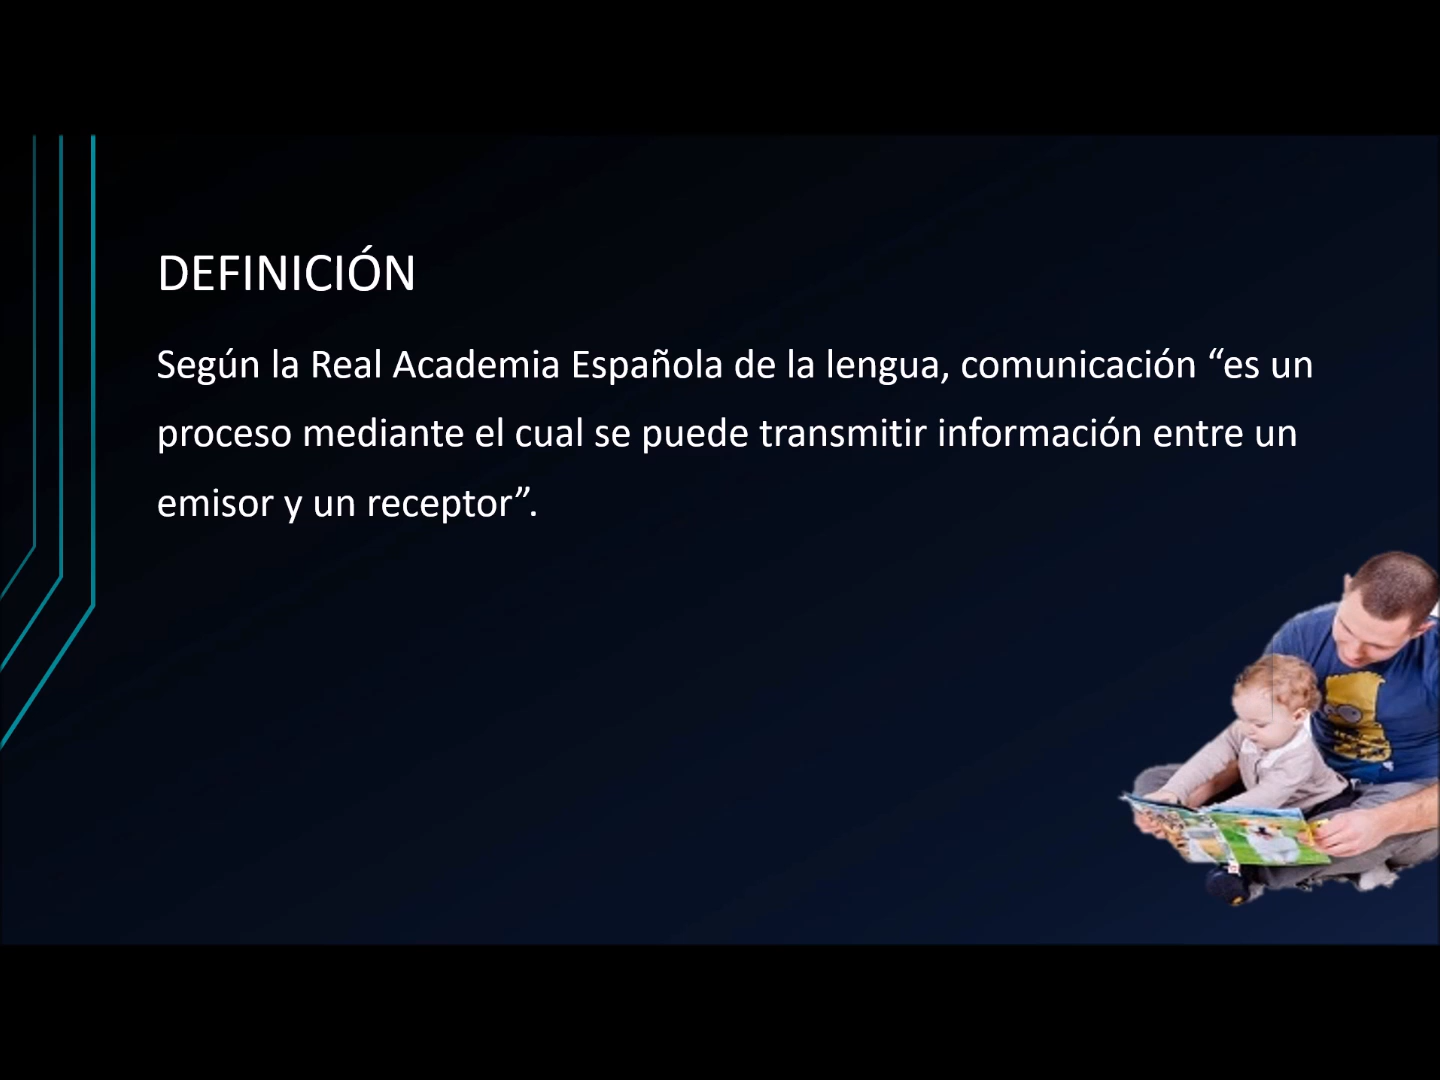 DEFINICIÓN
Según la Real Academia Española de la lengua, comunicación “es un
proceso mediante el cual se puede transmitir información entre un
emisor y un receptor”.